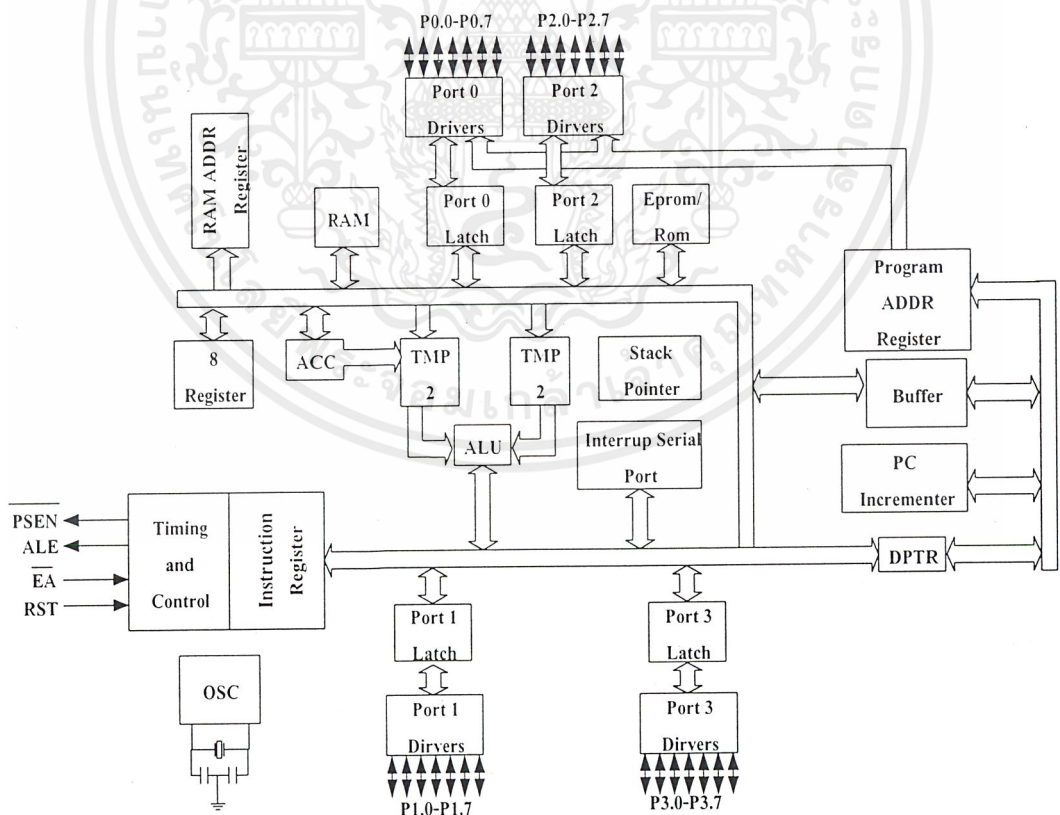 P0.0-P0.7
P2.0-P2.7
Port 0
Drivers
Port 2
Dirvers
RAM ADDR
Register
RAM
Port 0
Latch
Port 2
Latch
Eprom/
Rom
Program
ADDR
Register
8
Register
ACC
TMP
2
TMP
2
Stack
Pointer
Buffer
ALU
Interrup Serial
Port
PC
Incrementer
PSEN
ALE
EA
RST
Timing
and
Control
Instruction
Register
DPTR
Port 1
Latch
Port 3
Latch
OSC
Port 1
Dirvers
Port 3
Dirvers
P1.0-P1.7
P3.0-P3.7